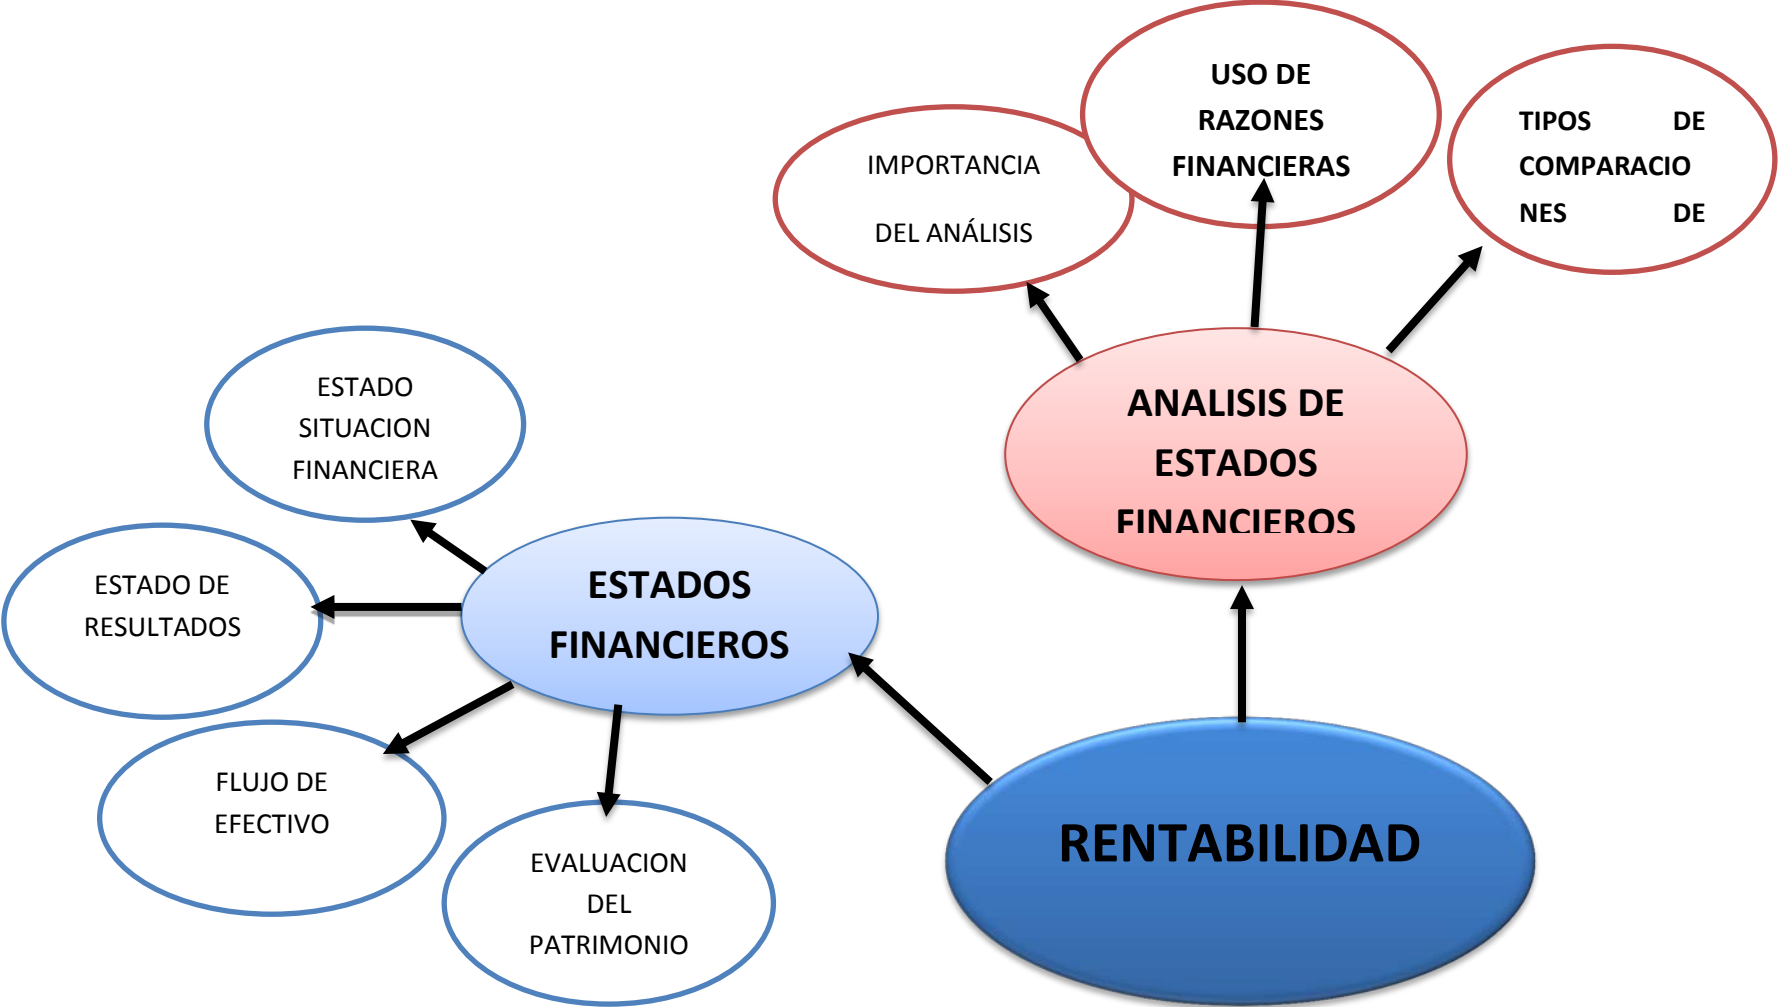 USO DE
RAZONES
FINANCIERAS
TIPOS DE
COMPARACIO
NES DE
IMPORTANCIA
DEL ANÁLISIS
ANALISIS DE
ESTADOS
FINANCIEROS
ESTADO
SITUACION
FINANCIERA
ESTADOS
FINANCIEROS
ESTADO DE
RESULTADOS
FLUJO DE
EFECTIVO
EVALUACION
DEL
PATRIMONIO
RENTABILIDAD